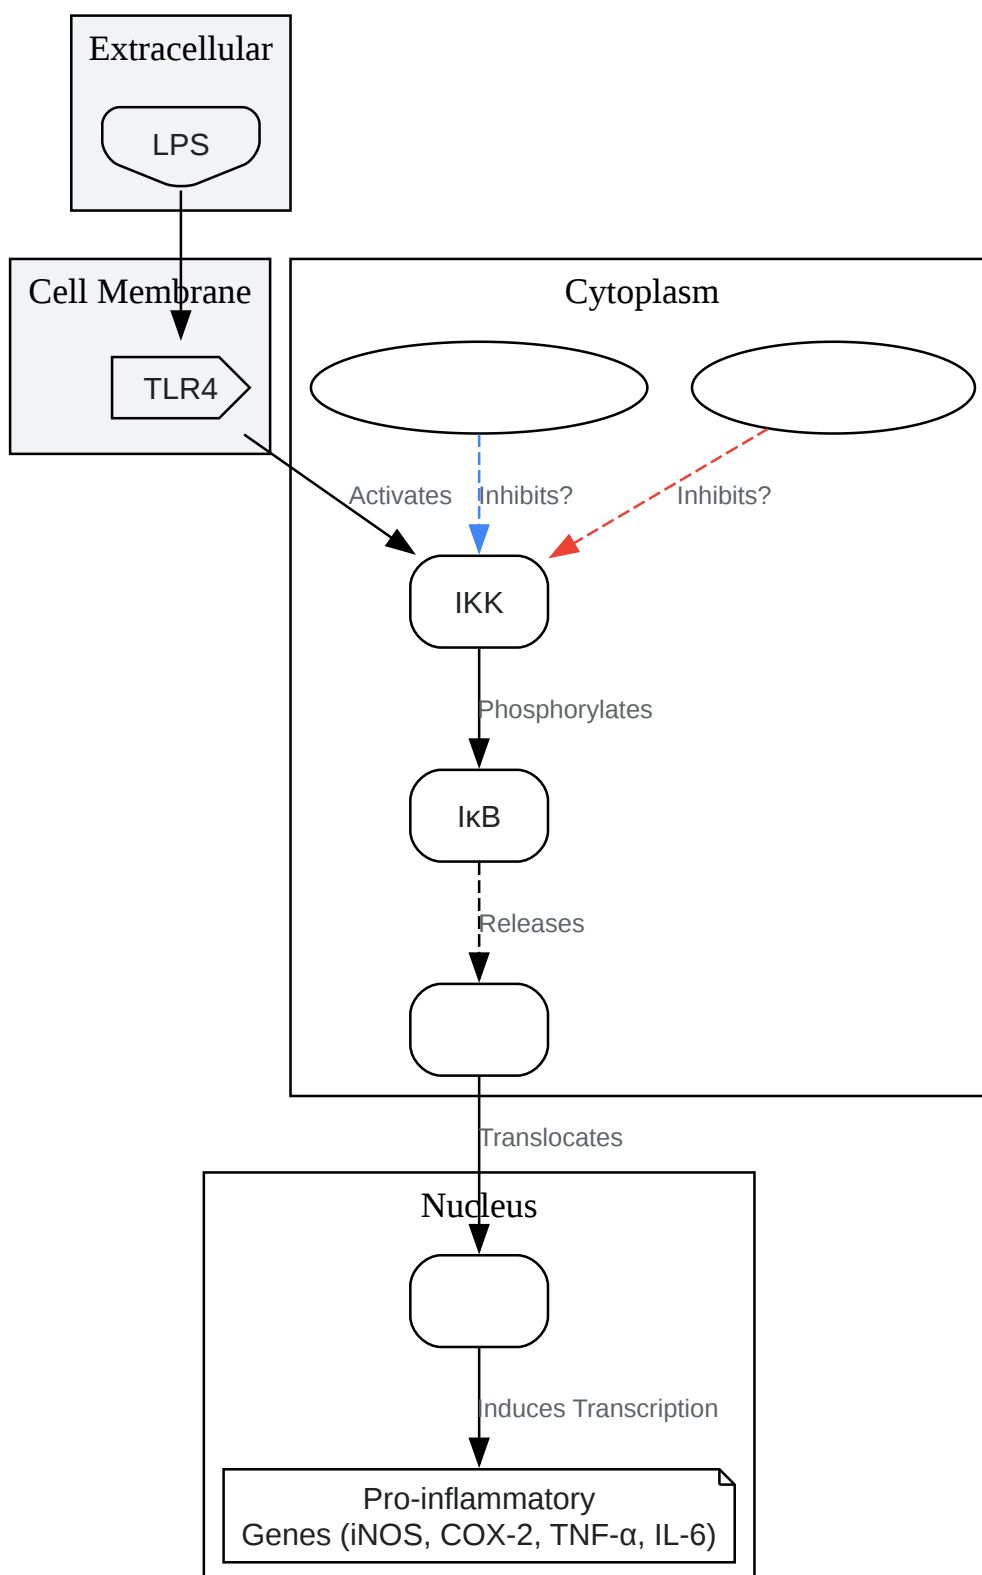 Extracellular
LPS
Cell Membrane
TLR4
Cytoplasm
Activates
Inhibits?
Inhibits?
IKK
Phosphorylates
IκB
Releases
Translocates
Nucleus
Induces Transcription
Pro-inflammatory
Genes (iNOS, COX-2, TNF-α, IL-6)